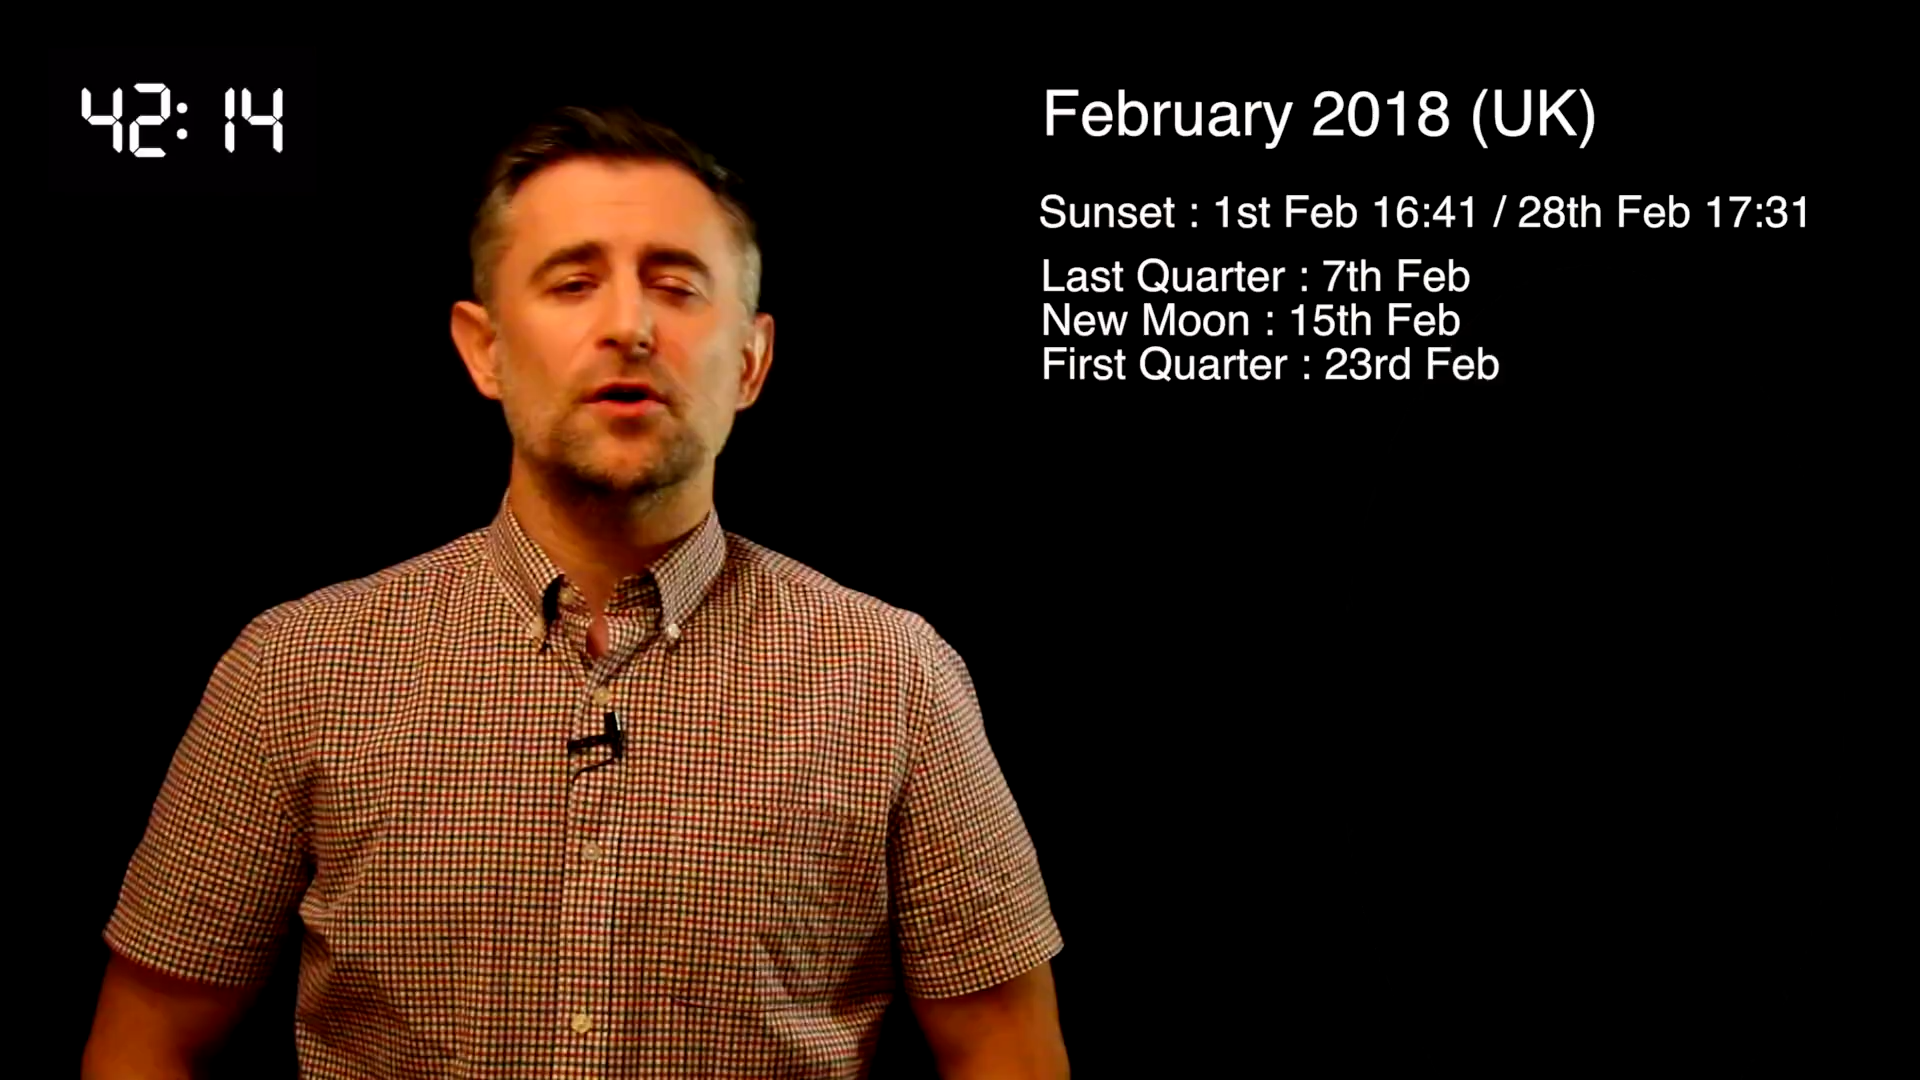 42:14
February 2018 (UK)
Sunset : 1st Feb 16:41 / 28th Feb 17:31
Last Quarter : 7th Feb
New Moon : 15th Feb
First Quarter : 23rd Feb